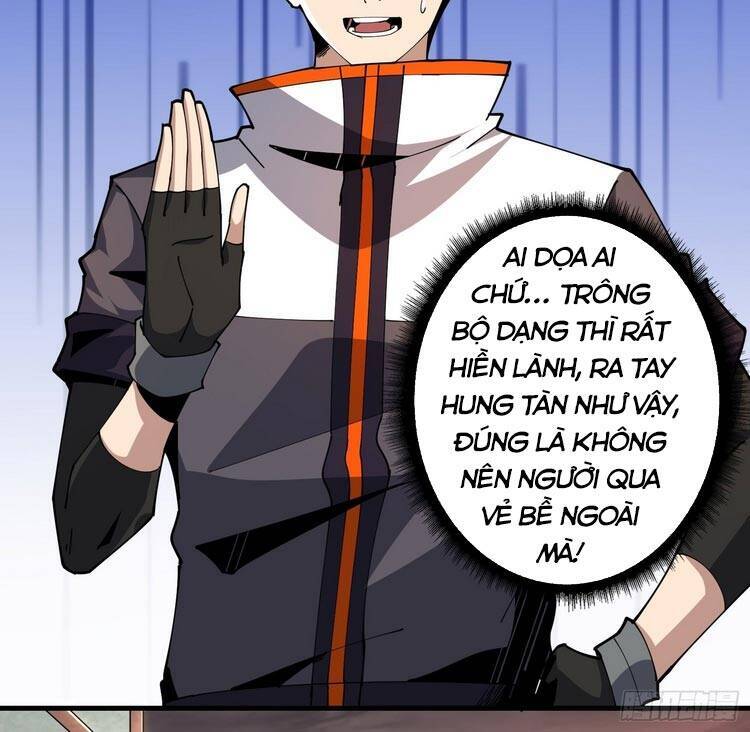 AI DỌA AI
CHỨ... TRÔNG
BỘ DẠNG THÌ RẤT
HIỀN LÀNH, RA TAY
HUNG TÀN NHƯ VẬY,
ĐÚNG LÀ KHÔNG
NÊN NGƯỜI QUA
VẺ BỀ NGOÀI
MÀ!